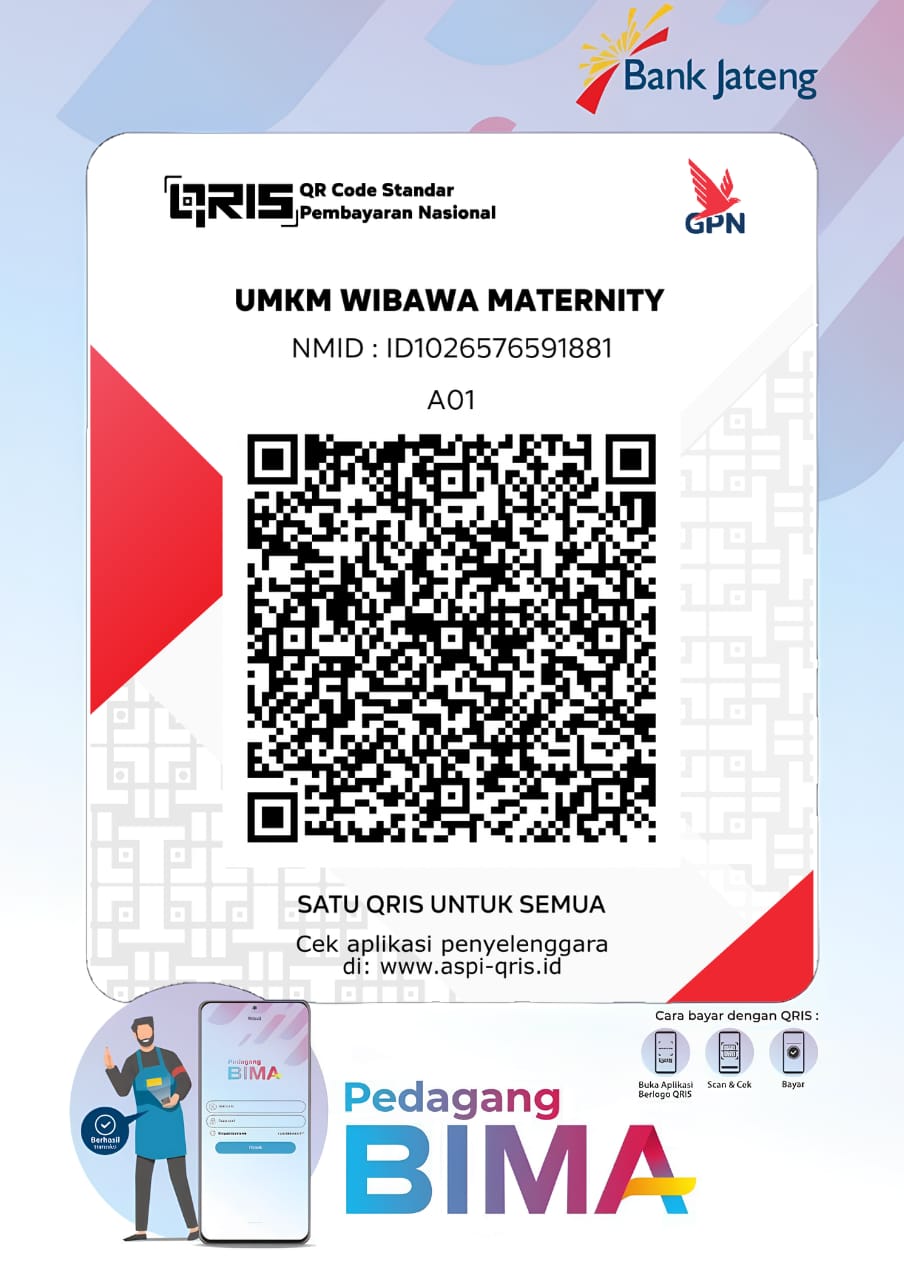 Bank Jateng
QRIS
QR Code Standar
Pembayaran Nasional
GPN
UMKM WIBAWA MATERNITY
NMID : ID1026576591881
A01
SATU QRIS UNTUK SEMUA
Cek aplikasi penyelenggara
di: www.aspi-qris.id
Cara bayar dengan QRIS :
Buka Aplikasi
Berlogo QRIS
Scan & Cek
Bayar
Pedagang
BIMA
Berhasil
Pedagang
BIMA